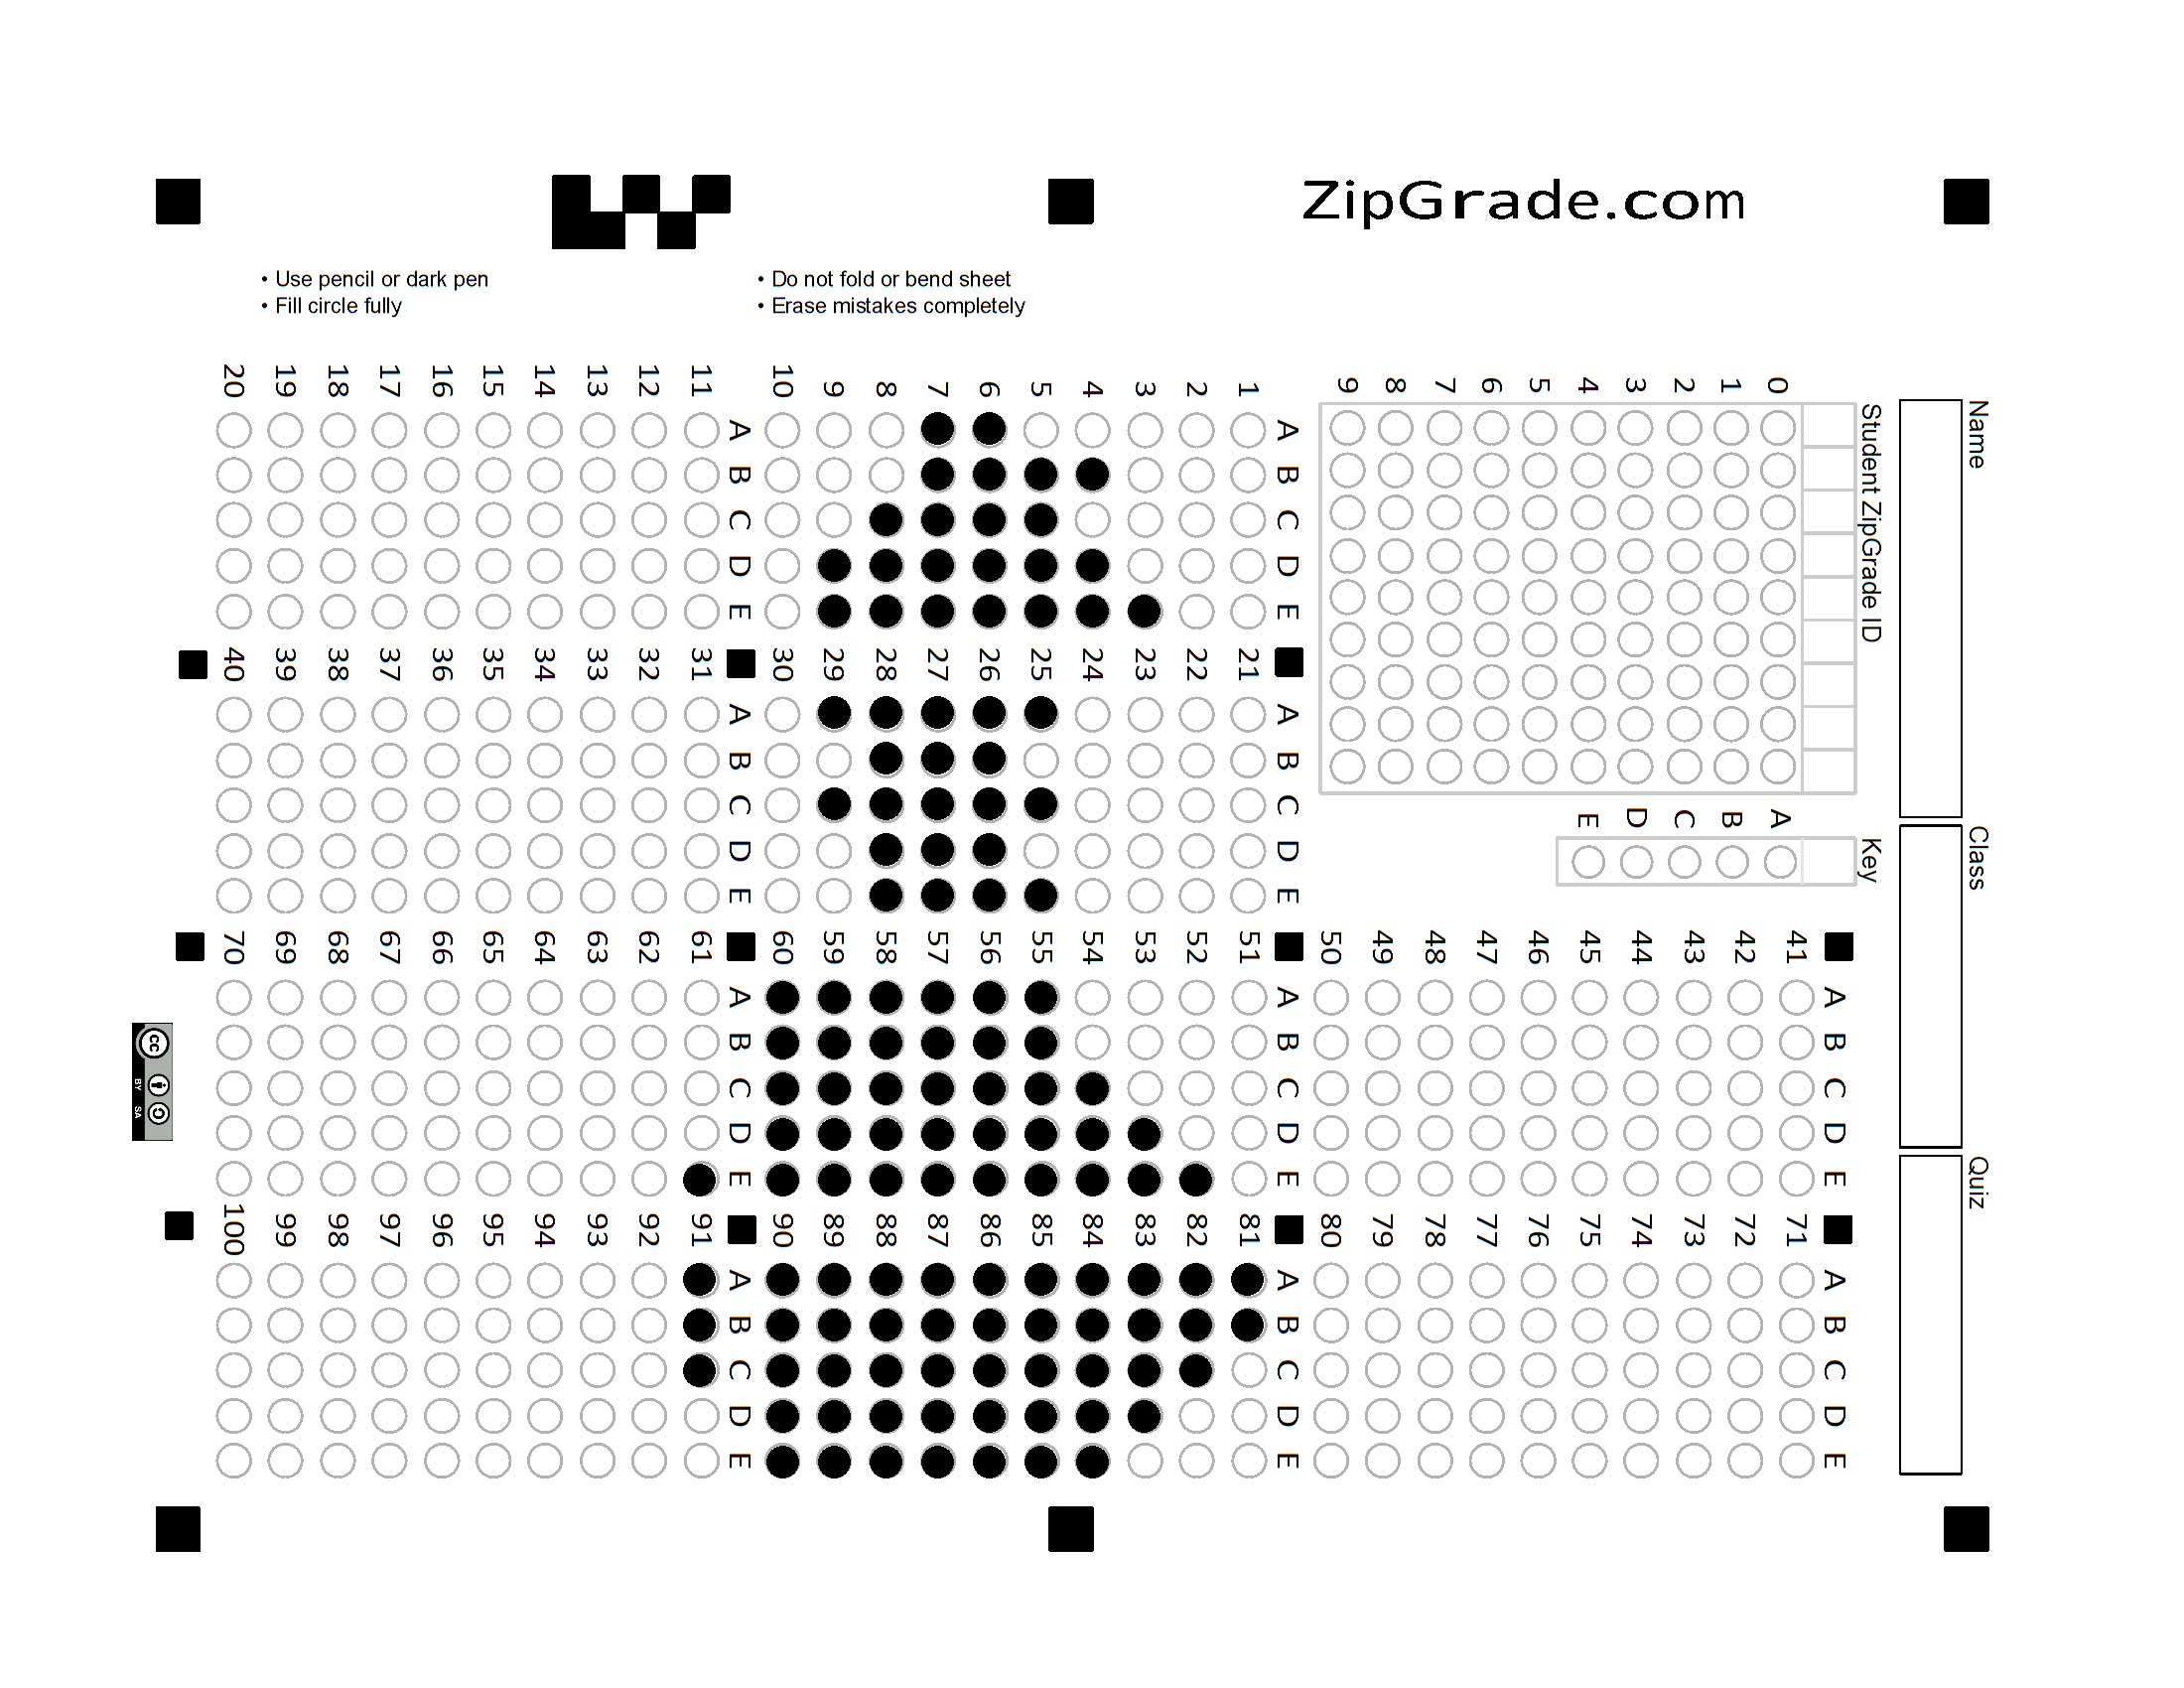 ZipGrade.com
• Use pencil or dark pen
• Fill circle fully
• Do not fold or bend sheet
• Erase mistakes completely
Name
Class
Quiz
Student ZipGrade ID
9 8 7 6 5 4 3 2 1 0
Key
E D C B A
20 19 18 17 16 15 14 13 12 11
A
B
C
D
E
10 9 8 7 6 5 4 3 2 1
A
B
C
D
E
40 39 38 37 36 35 34 33 32 31
A
B
C
D
E
30 29 28 27 26 25 24 23 22 21
A
B
C
D
E
70 69 68 67 66 65 64 63 62 61
A
B
C
D
E
60 59 58 57 56 55 54 53 52 51
A
B
C
D
E
50 49 48 47 46 45 44 43 42 41
A
B
C
D
E
100 99 98 97 96 95 94 93 92 91
A
B
C
D
E
90 89 88 87 86 85 84 83 82 81
A
B
C
D
E
80 79 78 77 76 75 74 73 72 71
A
B
C
D
E
cc
BY SA